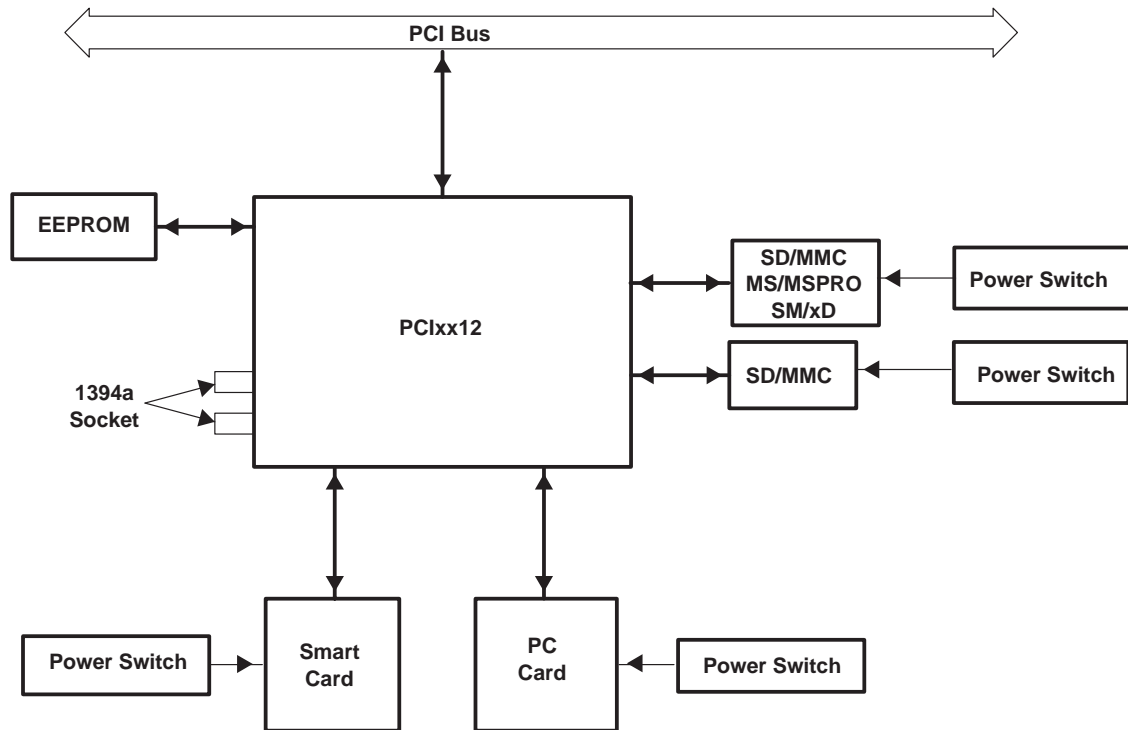 PCI Bus
EEPROM
SD/MMC
MS/MSPRO
SM/xD
Power Switch
PCIxx12
SD/MMC
Power Switch
1394a
Socket
Power Switch
Smart
Card
PC
Card
Power Switch